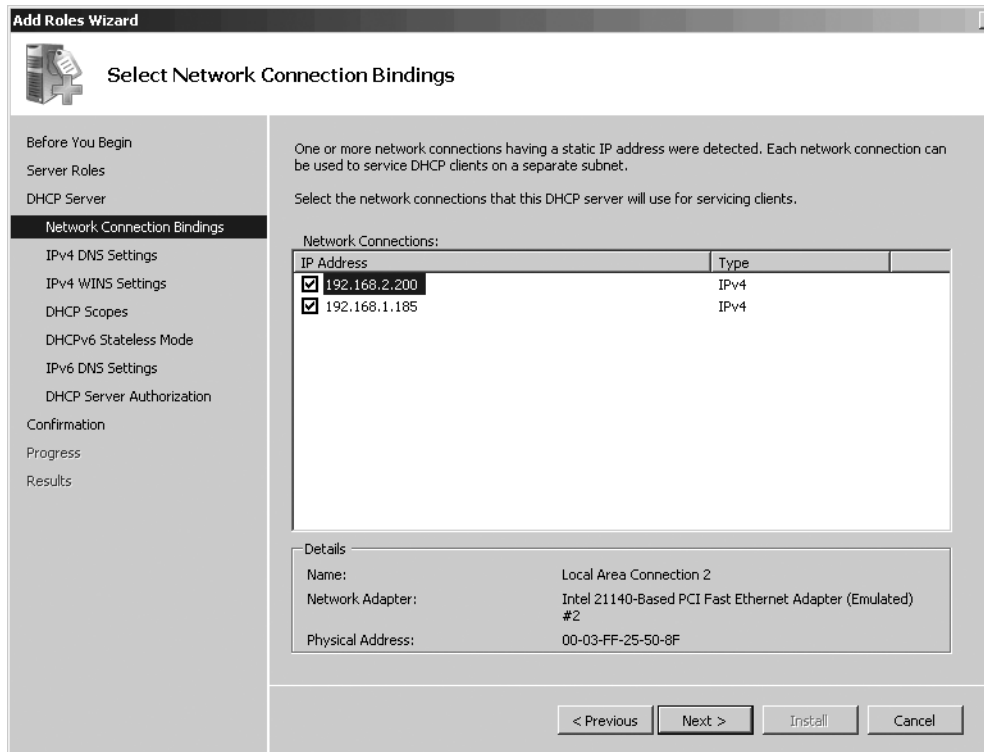 Add Roles Wizard
Select Network Connection Bindings
Before You Begin
Server Roles
DHCP Server
Network Connection Bindings
IPv4 DNS Settings
IPv4 WINS Settings
DHCP Scopes
DHCPv6 Stateless Mode
IPv6 DNS Settings
DHCP Server Authorization
Confirmation
Progress
Results
One or more network connections having a static IP address were detected. Each network connection can
be used to service DHCP clients on a separate subnet.
Select the network connections that this DHCP server will use for servicing clients.
Network Connections:
IP Address Type
192.168.2.200 IPv4
192.168.1.185 IPv4
Details
Name: Local Area Connection 2
Network Adapter: Intel 21140-Based PCI Fast Ethernet Adapter (Emulated)
#2
Physical Address: 00-03-FF-25-50-8F
< Previous Next > Install Cancel